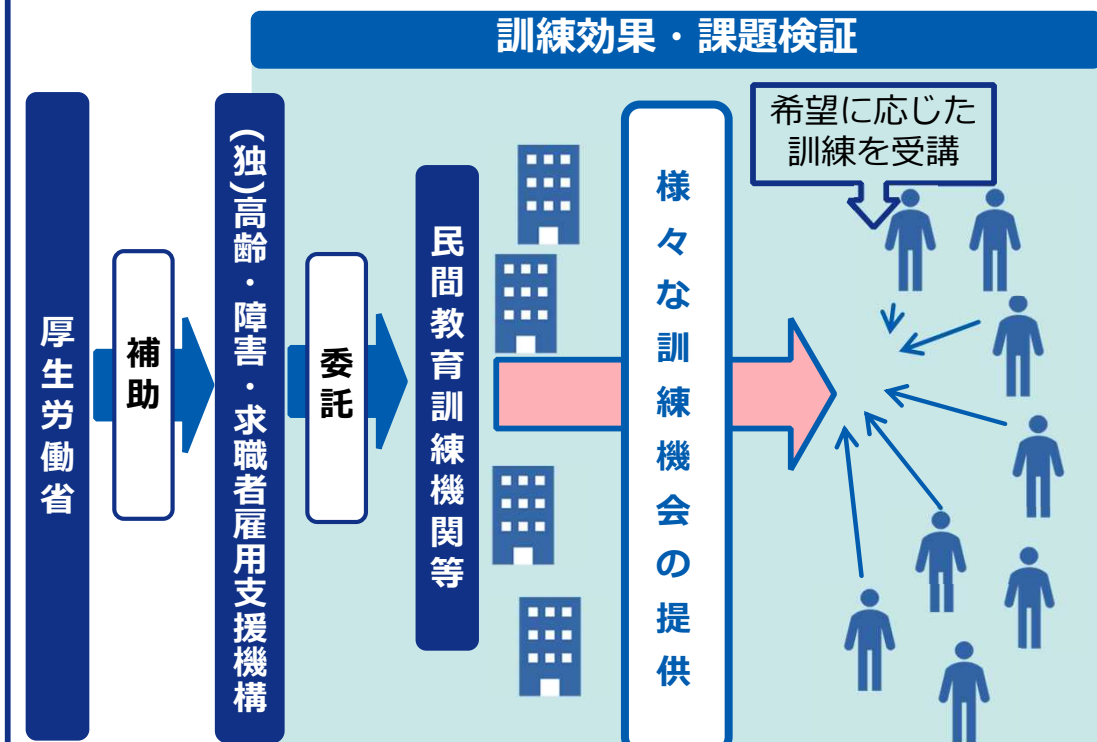 訓練効果・課題検証
厚生労働省
補助
(独)高齢・障害・求職者雇用支援機構
委託
民間教育訓練機関等
様々な訓練機会の提供
希望に応じた
訓練を受講